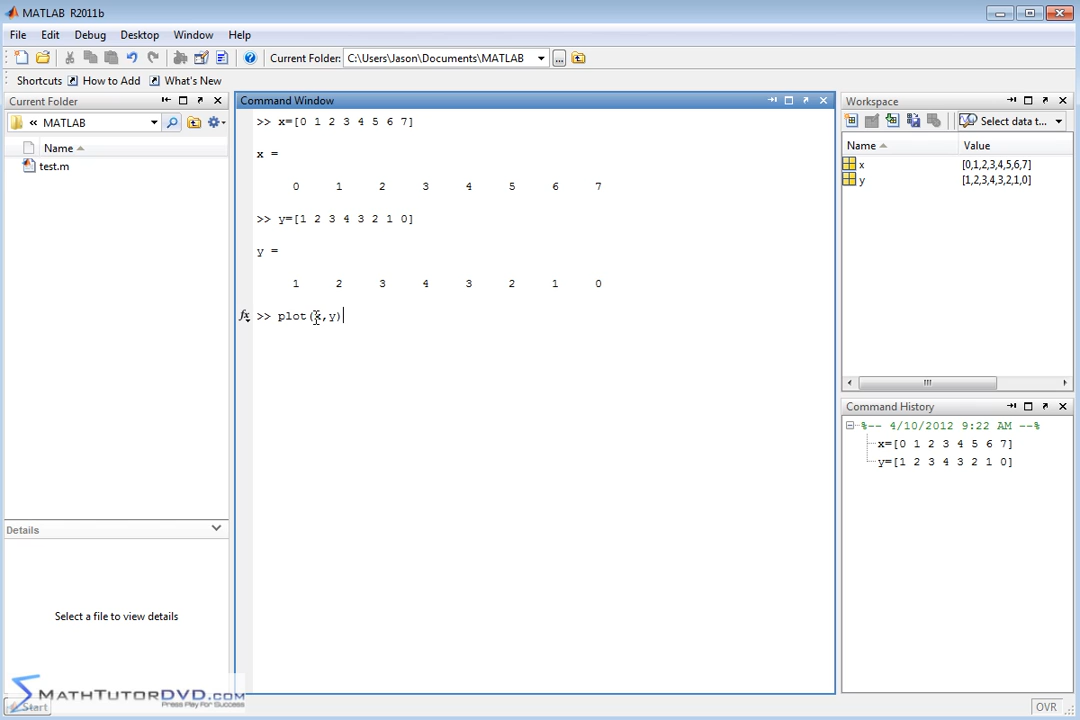 MATLAB R2011b
File Edit Debug Desktop Window Help
Current Folder: C:\Users\Jason\Documents\MATLAB ...
Shortcuts How to Add What's New
Current Folder
« MATLAB
Name
test.m
Details
Select a file to view details
MATHTUTORDVD.COM
Press Play For Success
Start
Command Window
>> x=[0 1 2 3 4 5 6 7]
x =
0 1 2 3 4 5 6 7
>> y=[1 2 3 4 3 2 1 0]
y =
1 2 3 4 3 2 1 0
fx >> plot(x,y)
Workspace
Select data t...
Name Value
x [0,1,2,3,4,5,6,7]
y [1,2,3,4,3,2,1,0]
Command History
%-- 4/10/2012 9:22 AM --%
x=[0 1 2 3 4 5 6 7]
y=[1 2 3 4 3 2 1 0]
OVR